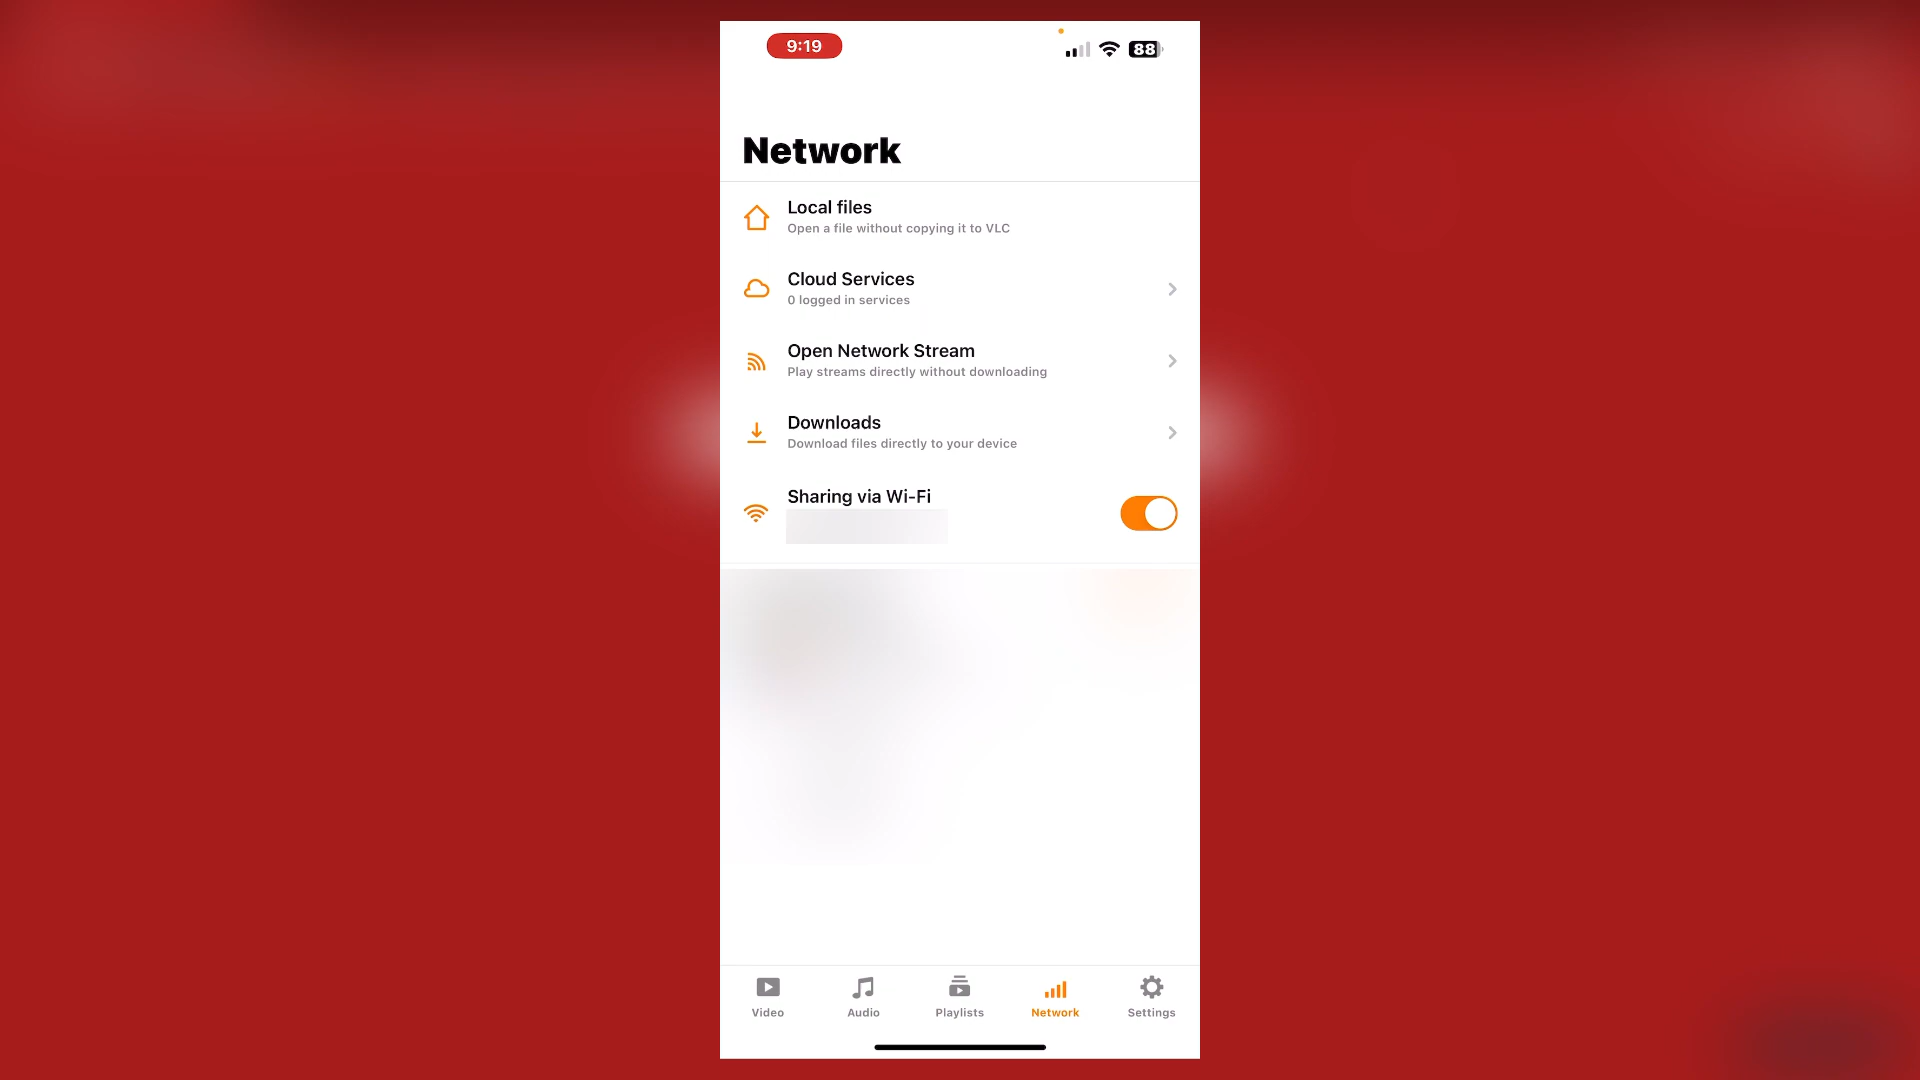 9:19
88
Network
Local files
Open a file without copying it to VLC
Cloud Services
0 logged in services
Open Network Stream
Play streams directly without downloading
Downloads
Download files directly to your device
Sharing via Wi-Fi
Video
Audio
Playlists
Network
Settings